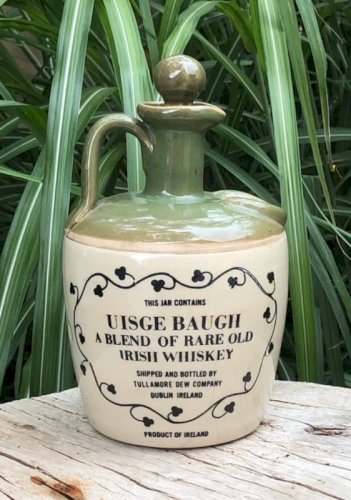 THIS JAR CONTAINS
UISGE BAUGH
A BLEND OF RARE OLD
IRISH WHISKEY
SHIPPED AND BOTTLED BY
TULLAMORE DEW COMPANY
DUBLIN IRELAND
PRODUCT OF IRELAND